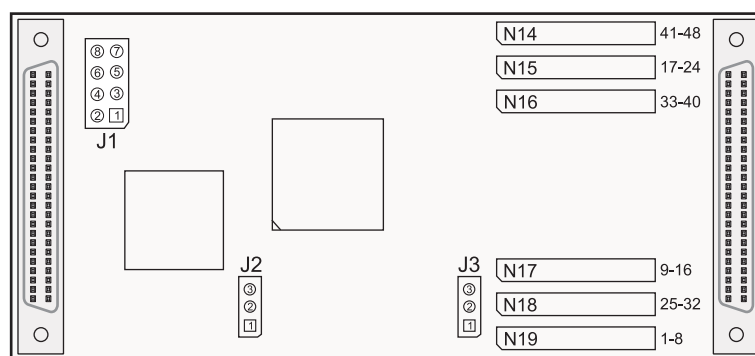 N14 41-48
⑧ ⑦
N15 17-24
⑥ ⑤
N16 33-40
④ ③
② 1
J1
J2
J3
N17 9-16
③
③
②
②
N18 25-32
1
1
N19 1-8